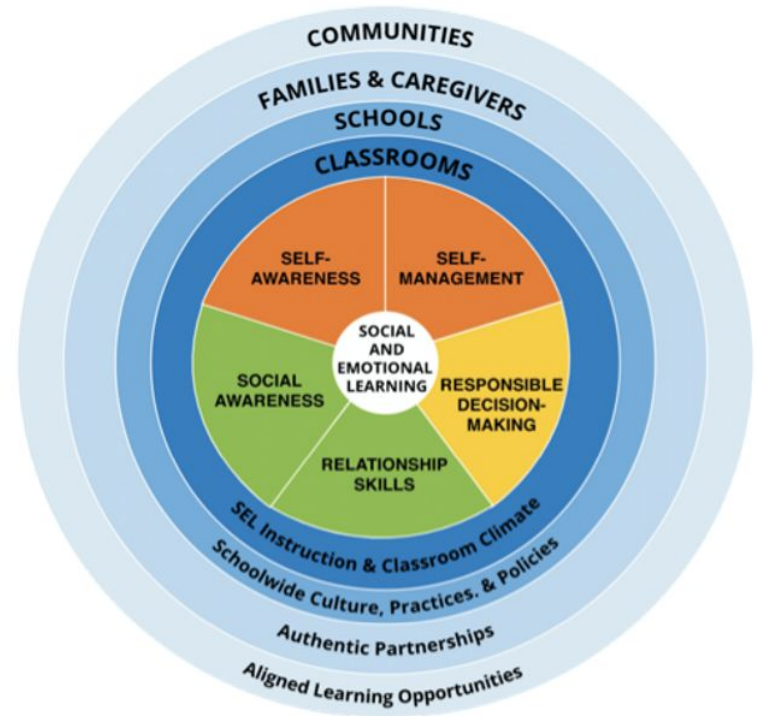 COMMUNITIES
FAMILIES & CAREGIVERS
SCHOOLS
CLASSROOMS
SELF-
AWARENESS
SELF-
MANAGEMENT
SOCIAL
AND
EMOTIONAL
LEARNING
SOCIAL
AWARENESS
RESPONSIBLE
DECISION-
MAKING
RELATIONSHIP
SKILLS
SEL Instruction & Classroom Climate
Schoolwide Culture, Practices. & Policies
Authentic Partnerships
Aligned Learning Opportunities